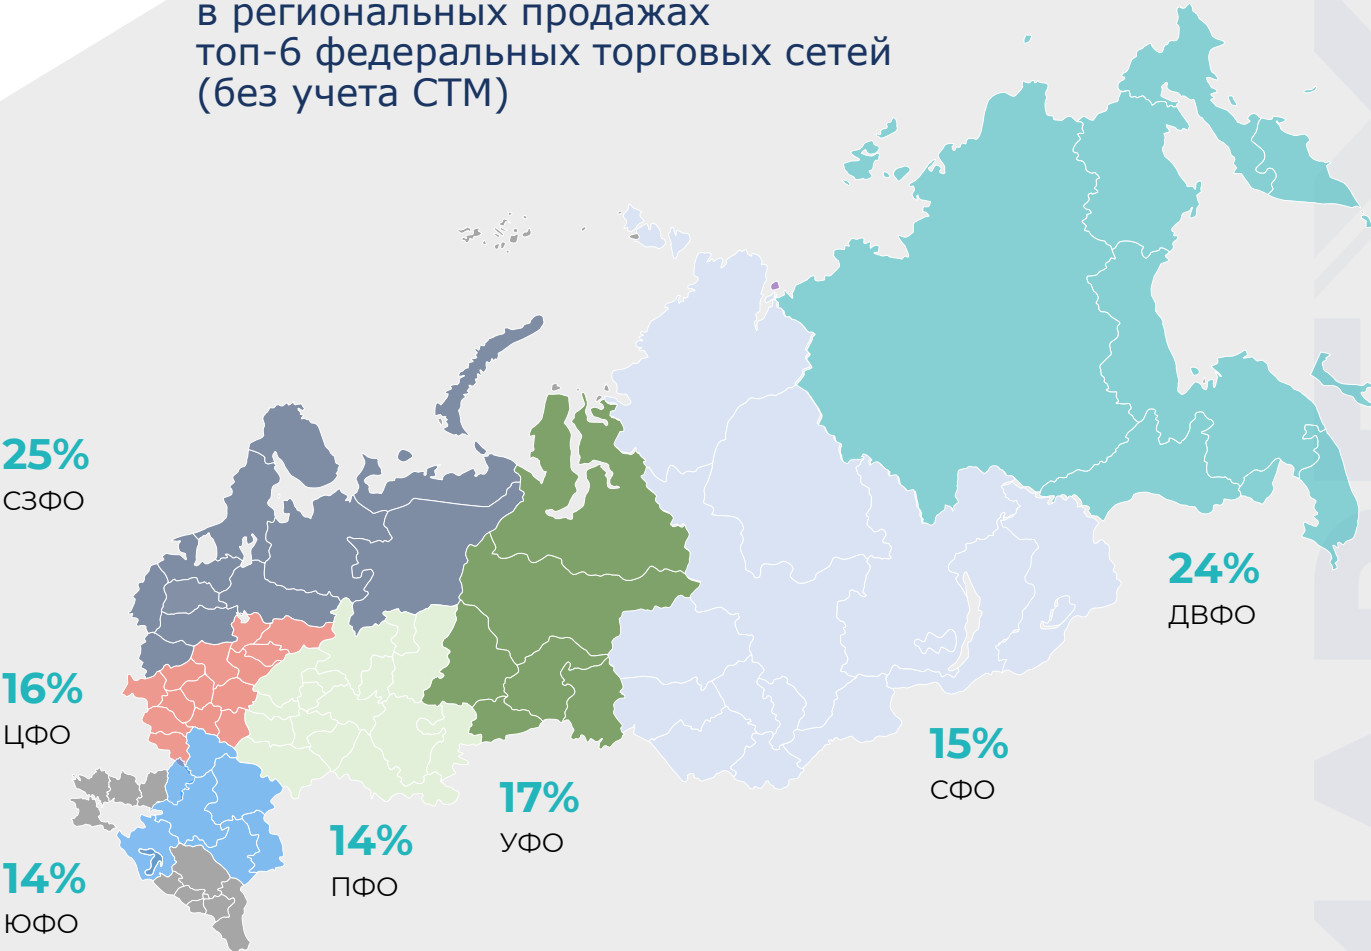 в региональных продажах
топ-6 федеральных торговых сетей
(без учета СТМ)
25%
СЗФО
24%
ДВФО
16%
ЦФО
15%
СФО
17%
УФО
14%
ПФО
14%
ЮФО